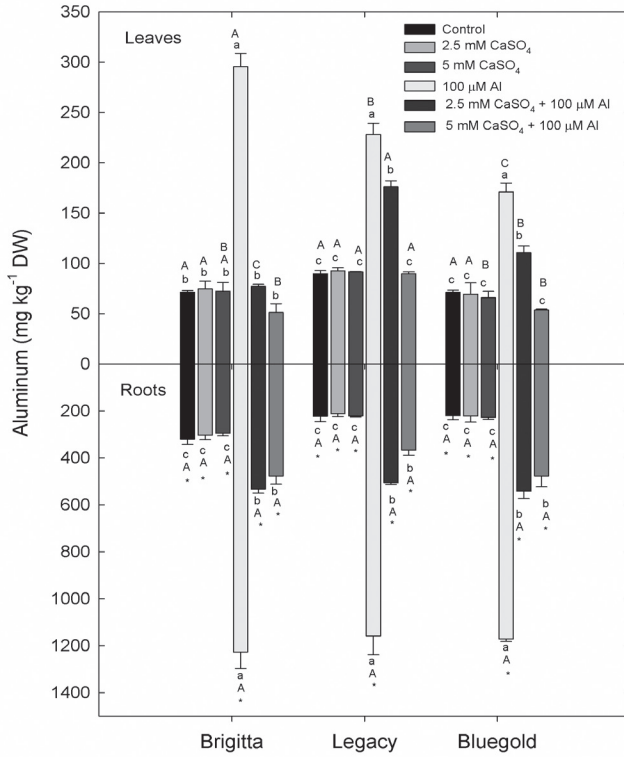 Leaves
Control
2.5 mM CaSO4
5 mM CaSO4
100 µM Al
2.5 mM CaSO4 + 100 µM Al
5 mM CaSO4 + 100 µM Al
Aluminum (mg kg-1 DW)
350
300
250
200
150
100
50
0
200
400
600
800
1000
1200
1400
A A B A C B A A A B A A A A B C B B
b b b a b b c c c a b c c c c a b c
Roots
c c c a b b c c c a b b c c c a b b
A A A A A A A A A A A A A A A A A A
* * * * * * * * * * * * * * * * * *
Brigitta Legacy Bluegold